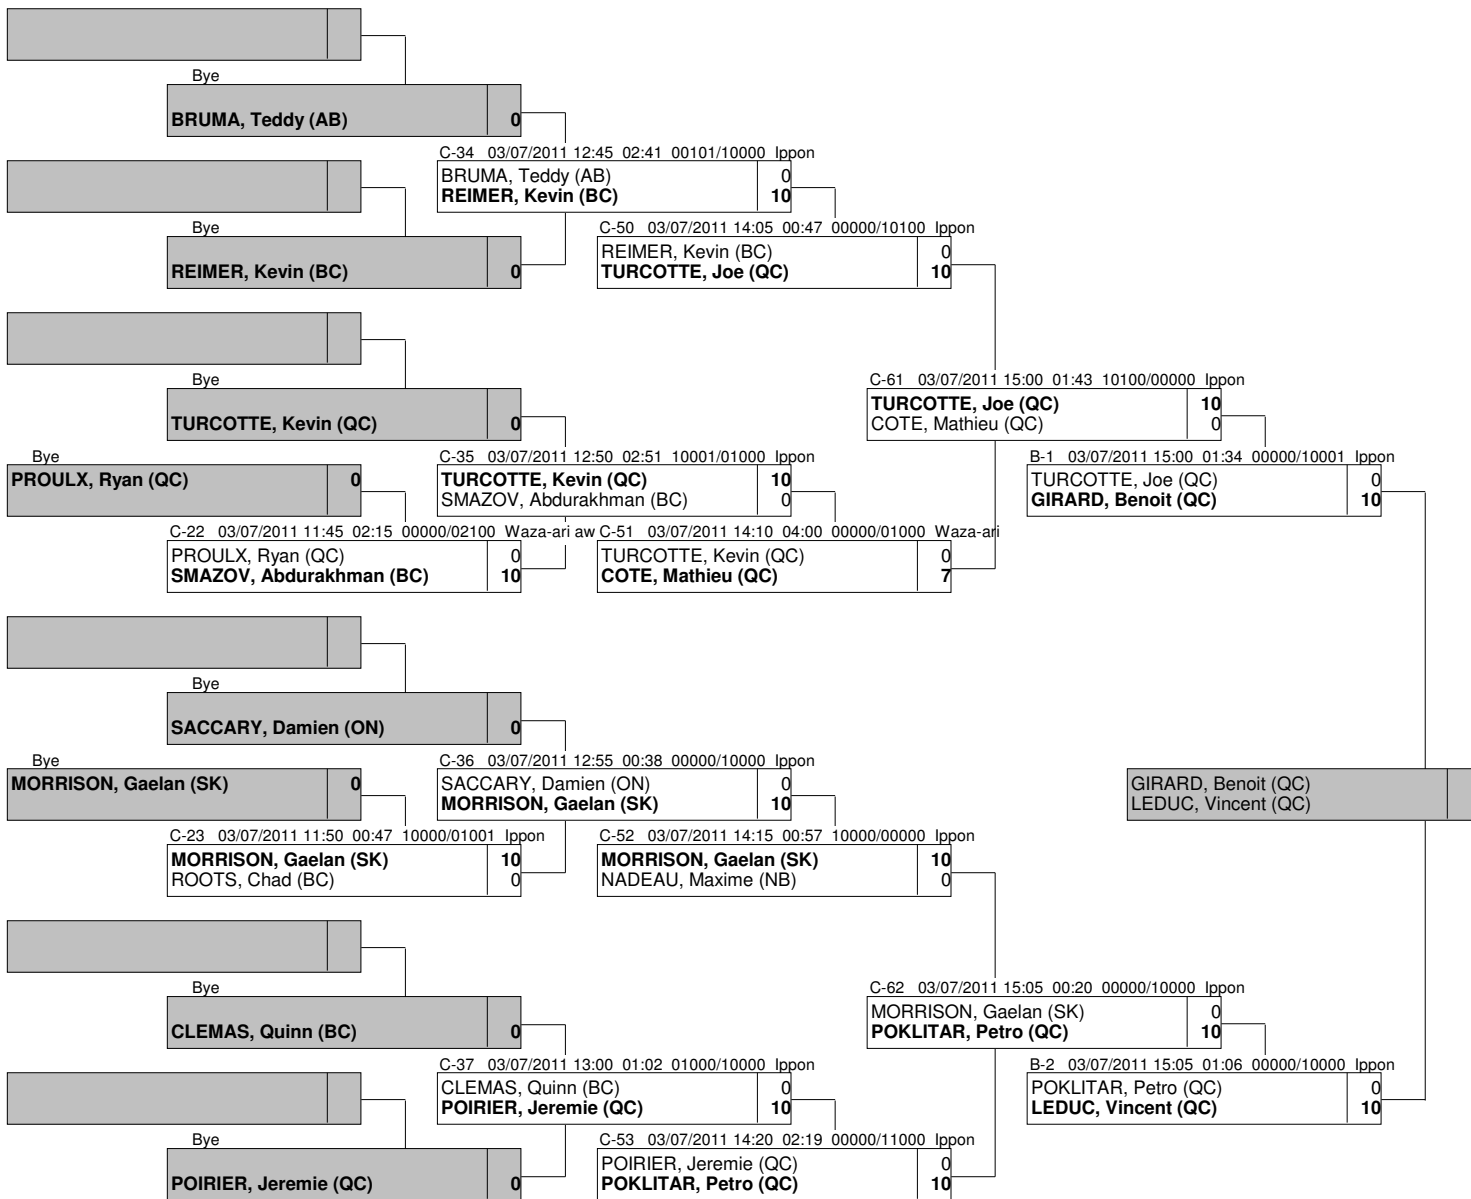 Bye
BRUMA, Teddy (AB) 0
C-34 03/07/2011 12:45 02:41 00101/10000 Ippon
BRUMA, Teddy (AB) 0
REIMER, Kevin (BC) 10
Bye
C-50 03/07/2011 14:05 00:47 00000/10100 Ippon
REIMER, Kevin (BC) 0
REIMER, Kevin (BC) 0
TURCOTTE, Joe (QC) 10
Bye
C-61 03/07/2011 15:00 01:43 10100/00000 Ippon
TURCOTTE, Joe (QC) 10
COTE, Mathieu (QC) 0
TURCOTTE, Kevin (QC) 0
Bye
PROULX, Ryan (QC) 0
C-35 03/07/2011 12:50 02:51 10001/01000 Ippon
TURCOTTE, Kevin (QC) 10
SMAZOV, Abdurakhman (BC) 0
B-1 03/07/2011 15:00 01:34 00000/10001 Ippon
TURCOTTE, Joe (QC) 0
GIRARD, Benoit (QC) 10
C-22 03/07/2011 11:45 02:15 00000/02100 Waza-ari aw
PROULX, Ryan (QC) 0
SMAZOV, Abdurakhman (BC) 10
C-51 03/07/2011 14:10 04:00 00000/01000 Waza-ari
TURCOTTE, Kevin (QC) 0
COTE, Mathieu (QC) 7
Bye
SACCARY, Damien (ON) 0
Bye
MORRISON, Gaelan (SK) 0
C-36 03/07/2011 12:55 00:38 00000/10000 Ippon
SACCARY, Damien (ON) 0
MORRISON, Gaelan (SK) 10
GIRARD, Benoit (QC)
LEDUC, Vincent (QC)
C-23 03/07/2011 11:50 00:47 10000/01001 Ippon
MORRISON, Gaelan (SK) 10
ROOTS, Chad (BC) 0
C-52 03/07/2011 14:15 00:57 10000/00000 Ippon
MORRISON, Gaelan (SK) 10
NADEAU, Maxime (NB) 0
Bye
C-62 03/07/2011 15:05 00:20 00000/10000 Ippon
MORRISON, Gaelan (SK) 0
POKLITAR, Petro (QC) 10
CLEMAS, Quinn (BC) 0
C-37 03/07/2011 13:00 01:02 01000/10000 Ippon
CLEMAS, Quinn (BC) 0
POIRIER, Jeremie (QC) 10
B-2 03/07/2011 15:05 01:06 00000/10000 Ippon
POKLITAR, Petro (QC) 0
LEDUC, Vincent (QC) 10
Bye
POIRIER, Jeremie (QC) 0
C-53 03/07/2011 14:20 02:19 00000/11000 Ippon
POIRIER, Jeremie (QC) 0
POKLITAR, Petro (QC) 10